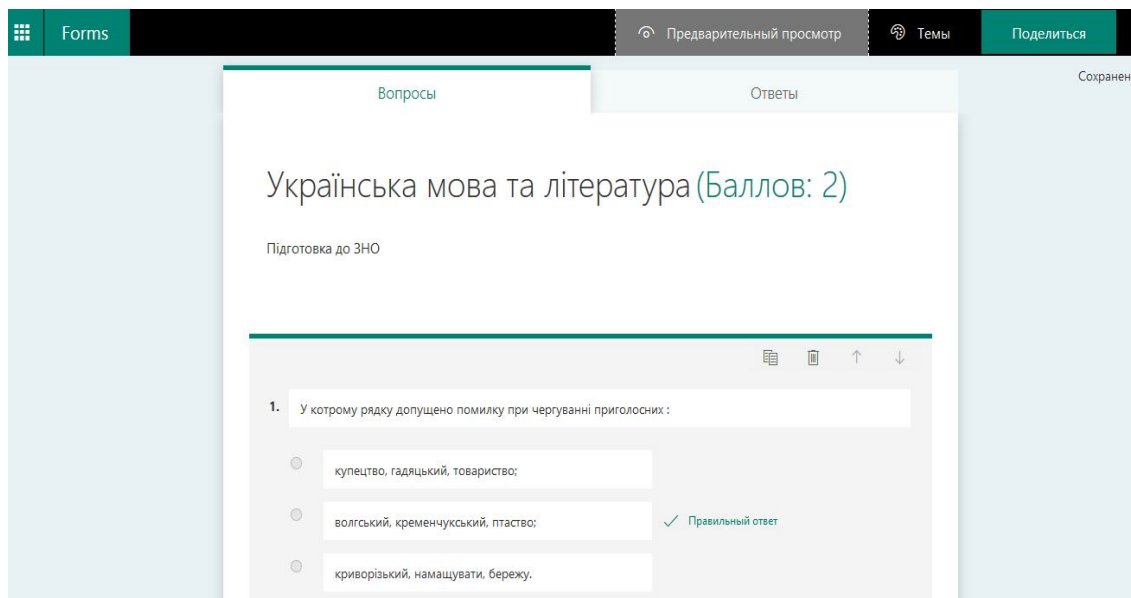 Forms Предварительный просмотр Темы Поделиться
Сохранен
Вопросы Ответы
Українська мова та література (Баллов: 2)
Підготовка до ЗНО
1. У котрому рядку допущено помилку при чергуванні приголосних :
купецтво, гадяцький, товариство;
волгський, кременчукський, птаство; Правильный ответ
криворізький, намащувати, бережу.